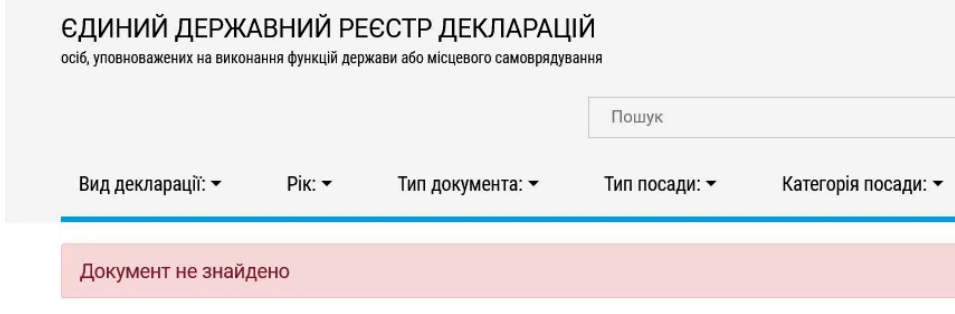 ЄДИНИЙ ДЕРЖАВНИЙ РЕЄСТР ДЕКЛАРАЦІЙ
осіб, уповноважених на виконання функцій держави або місцевого самоврядування
Пошук
Вид декларації: Рік: Тип документа: Тип посади: Категорія посади:
Документ не знайдено